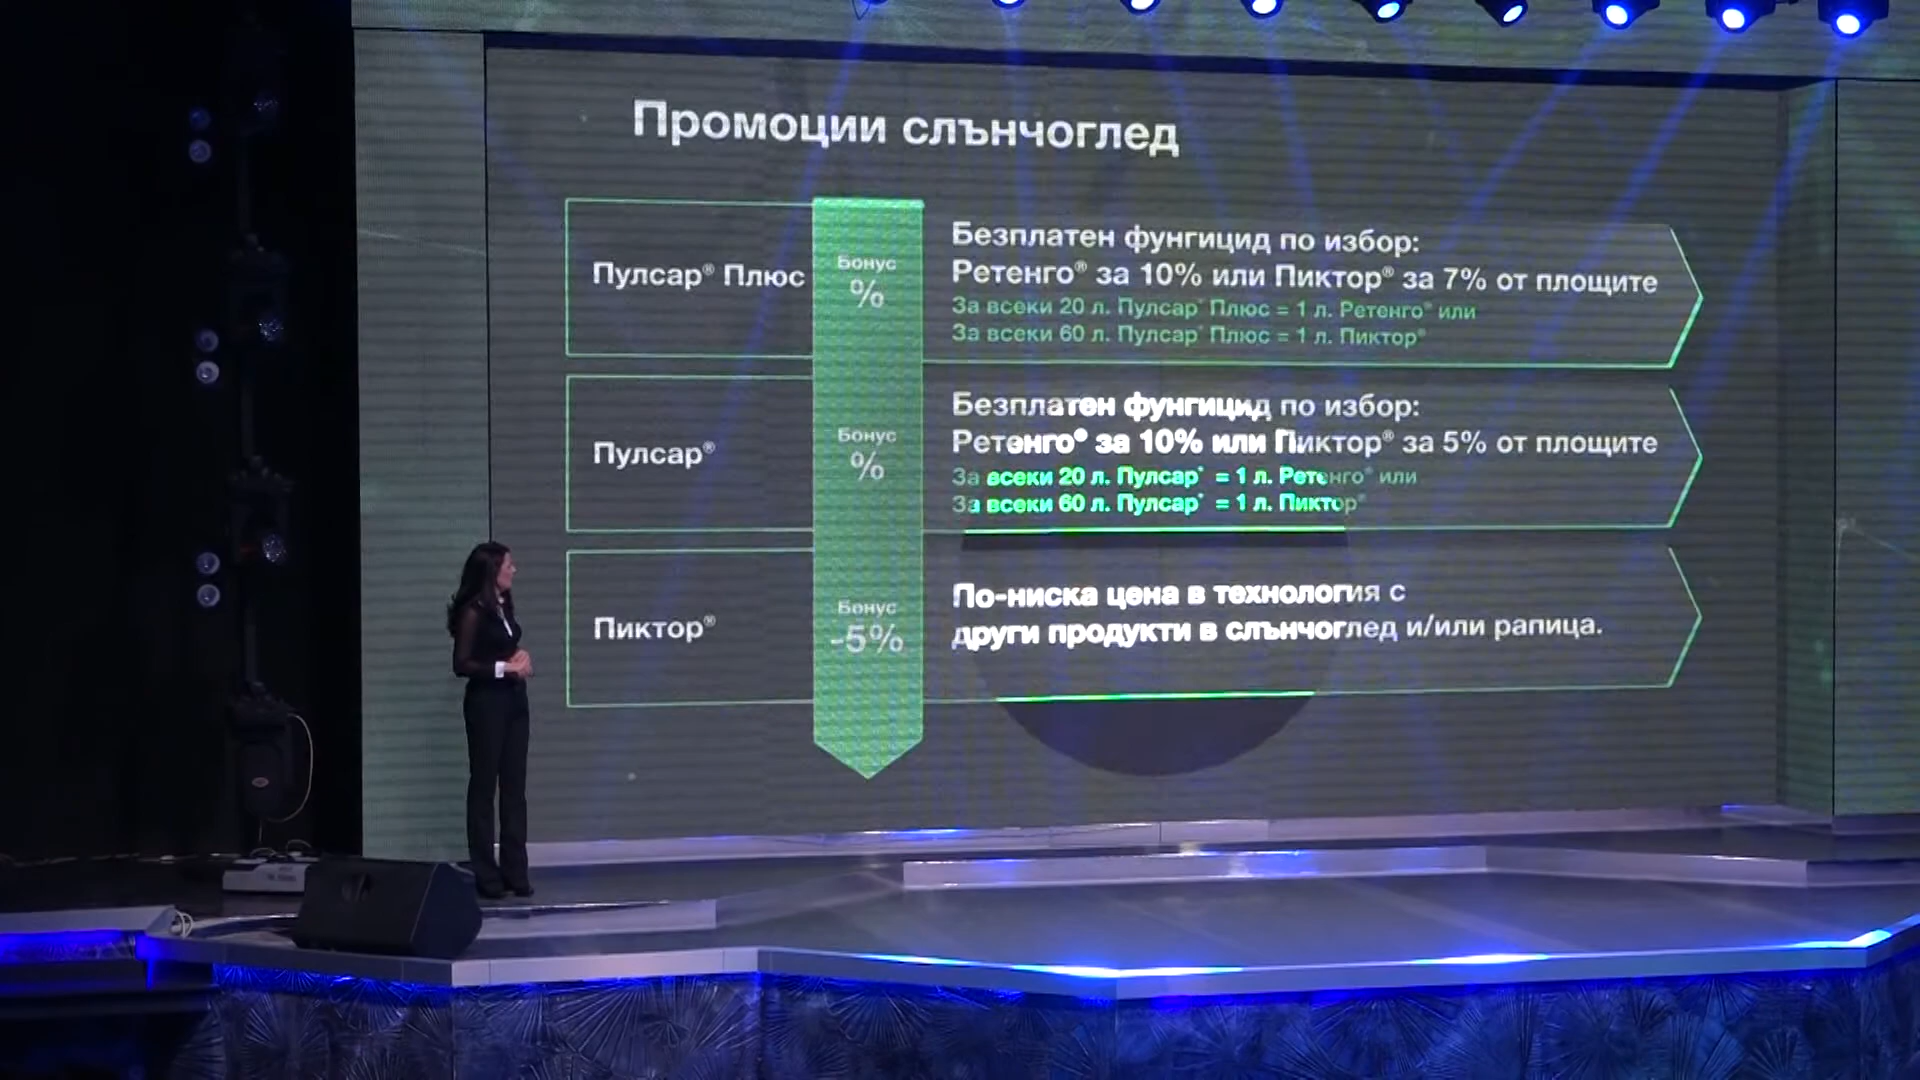 Промоции слънчоглед
Пулсар® Плюс
Бонус
%
Безплатен фунгицид по избор:
Ретенго® за 10% или Пиктор® за 7% от площите
За всеки 20 л. Пулсар® Плюс = 1 л. Ретенго® или
За всеки 60 л. Пулсар® Плюс = 1 л. Пиктор®
Пулсар®
Бонус
%
Безплатен фунгицид по избор:
Ретенго® за 10% или Пиктор® за 5% от площите
За всеки 20 л. Пулсар® = 1 л. Ретенго® или
За всеки 60 л. Пулсар® = 1 л. Пиктор®
Пиктор®
Бонус
-5%
По-ниска цена в технология с
други продукти в слънчоглед и/или рапица.